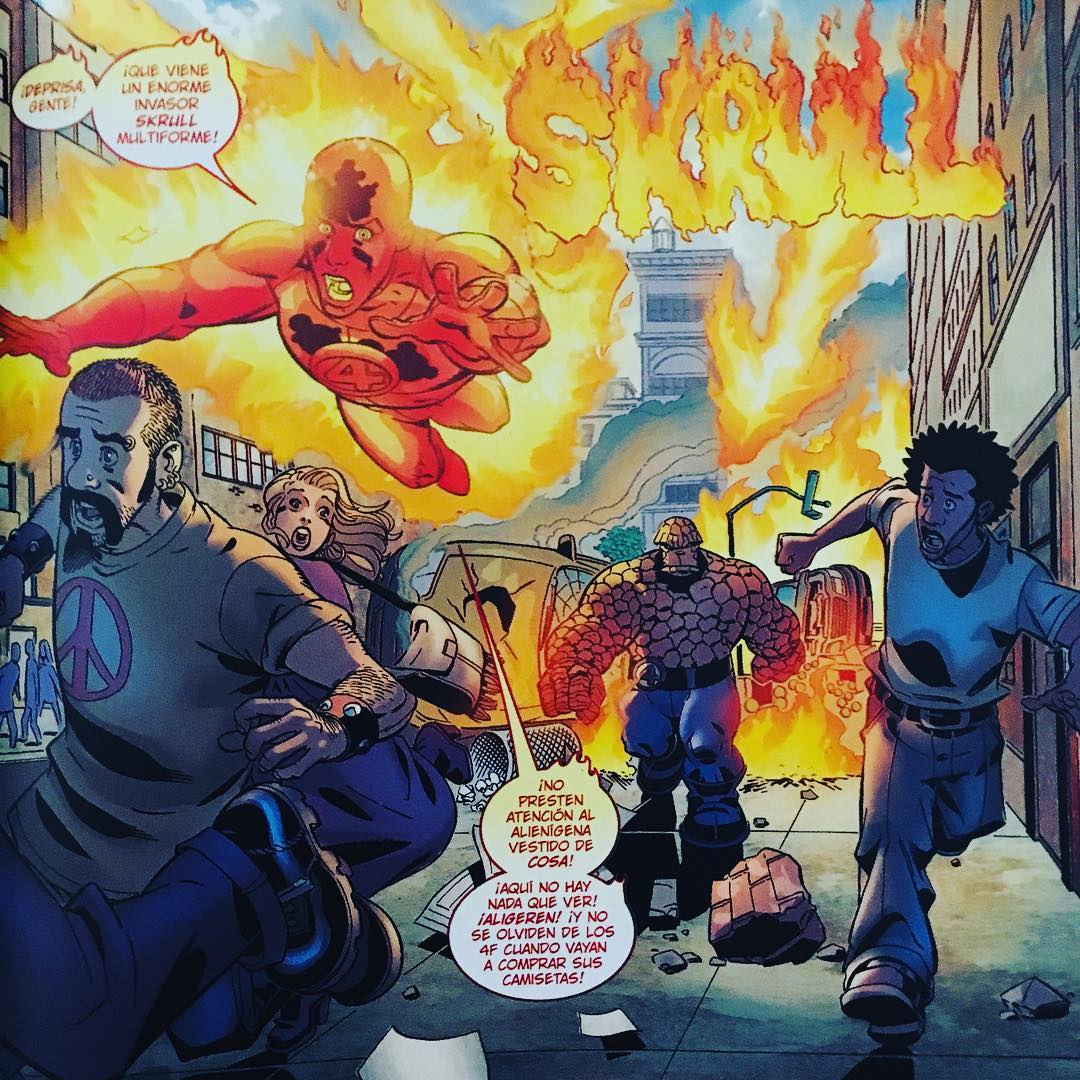 ¡DEPRISA,
GENTE!
¡QUE VIENE
UN ENORME
INVASOR
SKRULL
MULTIFORME!
SKRULL
4
¡NO
PRESTEN
ATENCIÓN AL
ALIENÍGENA
VESTIDO DE
COSA!
¡AQUÍ NO HAY
NADA QUE VER!
¡ALIGEREN! ¡Y NO
SE OLVIDEN DE LOS
4F CUANDO VAYAN
A COMPRAR SUS
CAMISETAS!